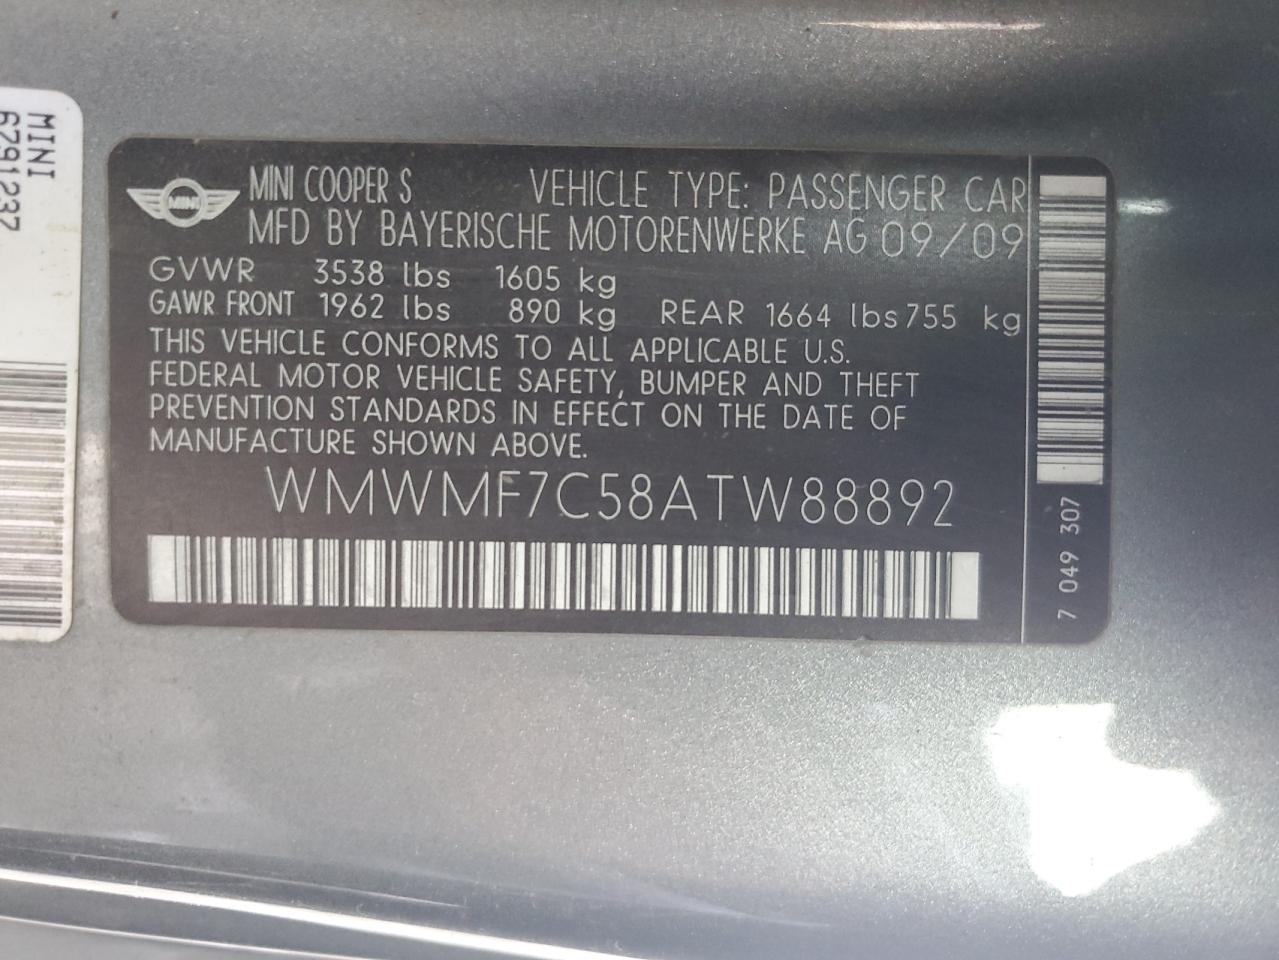 MINI
6791237
MINI
MINI COOPER S VEHICLE TYPE: PASSENGER CAR
MFD BY BAYERISCHE MOTORENWERKE AG 09/09
GVWR 3538 lbs 1605 kg
GAWR FRONT 1962 lbs 890 kg REAR 1664 lbs 755 kg
THIS VEHICLE CONFORMS TO ALL APPLICABLE U.S.
FEDERAL MOTOR VEHICLE SAFETY, BUMPER AND THEFT
PREVENTION STANDARDS IN EFFECT ON THE DATE OF
MANUFACTURE SHOWN ABOVE.
WMWMF7C58ATW88892
7 049 307